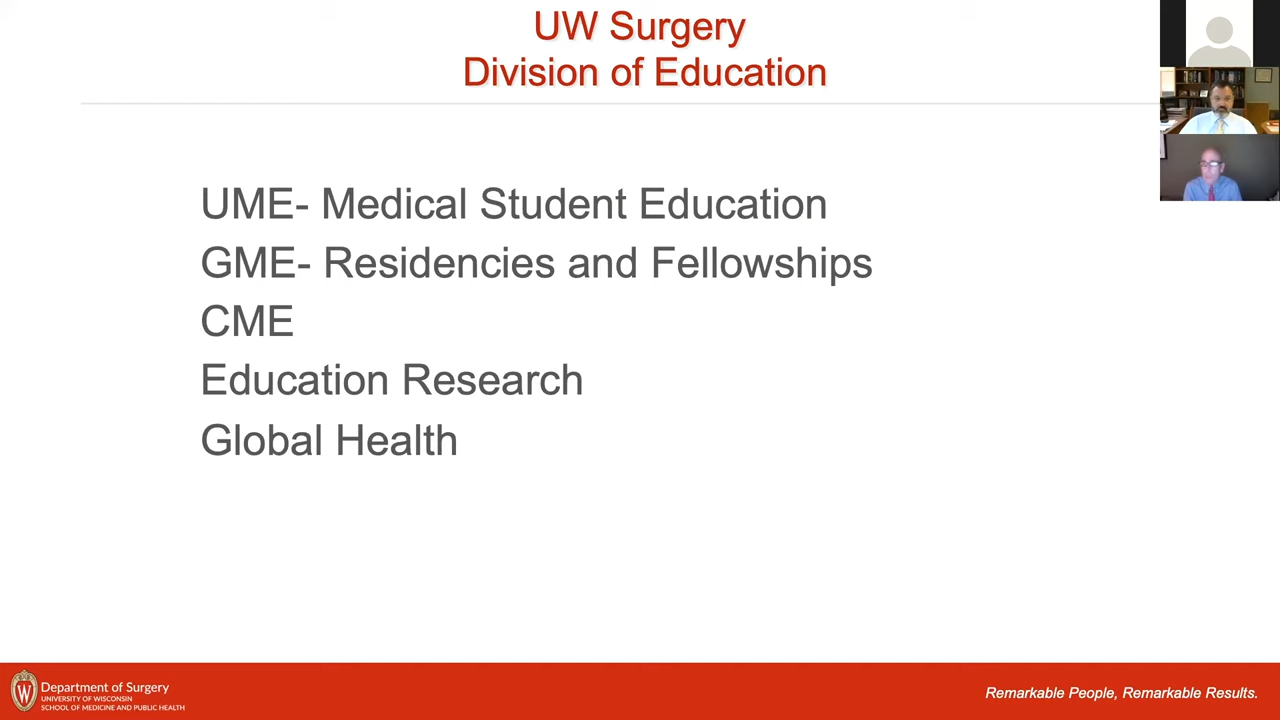 UW Surgery
Division of Education
UME- Medical Student Education
GME- Residencies and Fellowships
CME
Education Research
Global Health
W
Department of Surgery
UNIVERSITY OF WISCONSIN
SCHOOL OF MEDICINE AND PUBLIC HEALTH
Remarkable People, Remarkable Results.